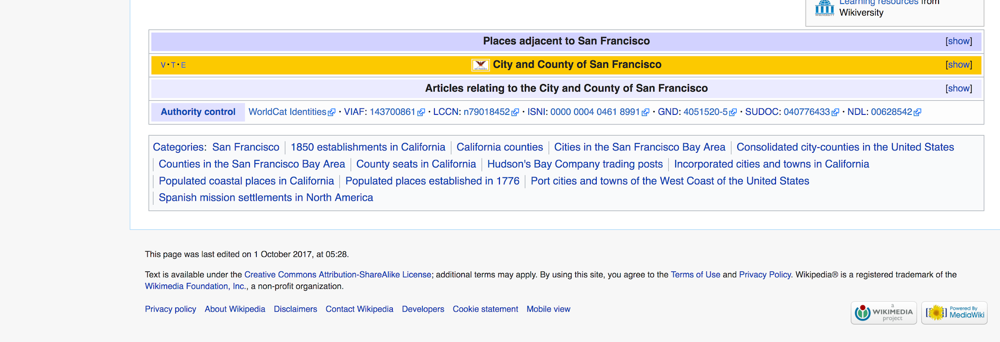 Learning resources from
Wikiversity
WIKIVERSITY
Places adjacent to San Francisco [show]
V · T · E City and County of San Francisco [show]
Articles relating to the City and County of San Francisco [show]
Authority control WorldCat Identities · VIAF: 143700861 · LCCN: n79018452 · ISNI: 0000 0004 0461 8991 · GND: 4051520-5 · SUDOC: 040776433 · NDL: 00628542
Categories: San Francisco | 1850 establishments in California | California counties | Cities in the San Francisco Bay Area | Consolidated city-counties in the United States
| Counties in the San Francisco Bay Area | County seats in California | Hudson's Bay Company trading posts | Incorporated cities and towns in California
| Populated coastal places in California | Populated places established in 1776 | Port cities and towns of the West Coast of the United States
| Spanish mission settlements in North America
This page was last edited on 1 October 2017, at 05:28.
Text is available under the Creative Commons Attribution-ShareAlike License; additional terms may apply. By using this site, you agree to the Terms of Use and Privacy Policy. Wikipedia® is a registered trademark of the
Wikimedia Foundation, Inc., a non-profit organization.
Privacy policy About Wikipedia Disclaimers Contact Wikipedia Developers Cookie statement Mobile view
a
WIKIMEDIA
project
Powered By
MediaWiki